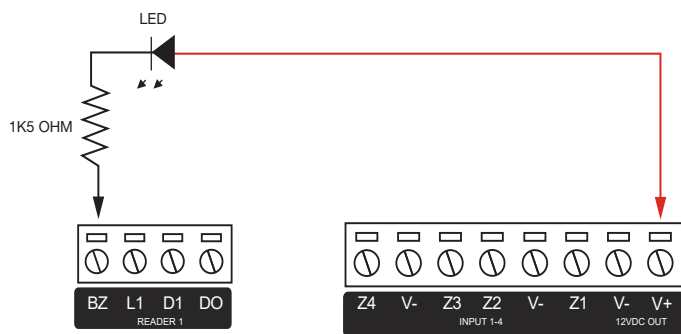 LED
1K5 OHM
BZ L1 D1 DO
READER 1
Z4 V- Z3 Z2 V- Z1 V- V+
INPUT 1-4 12VDC OUT